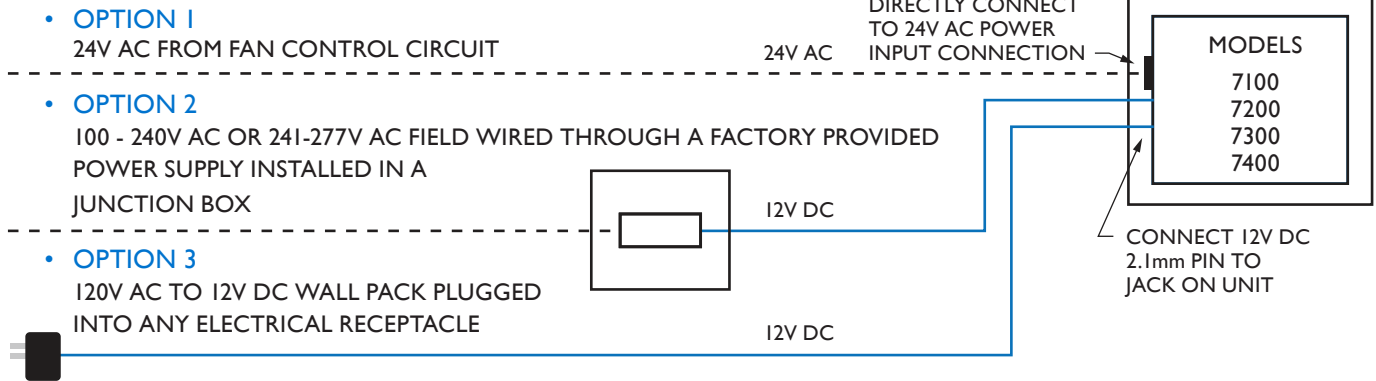 • OPTION 1
24V AC FROM FAN CONTROL CIRCUIT
24V AC
DIRECTLY CONNECT
TO 24V AC POWER
INPUT CONNECTION
MODELS
7100
7200
7300
7400
• OPTION 2
100 - 240V AC OR 241-277V AC FIELD WIRED THROUGH A FACTORY PROVIDED
POWER SUPPLY INSTALLED IN A
JUNCTION BOX
12V DC
CONNECT 12V DC
2.1mm PIN TO
JACK ON UNIT
• OPTION 3
120V AC TO 12V DC WALL PACK PLUGGED
INTO ANY ELECTRICAL RECEPTACLE
12V DC